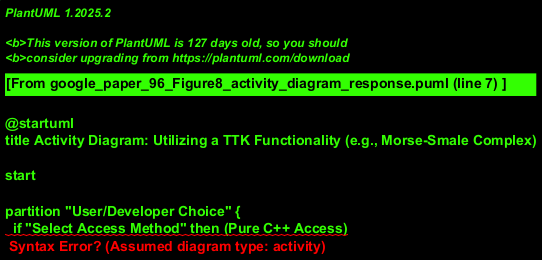 PlantUML 1.2025.2
<b>This version of PlantUML is 127 days old, so you should
<b>consider upgrading from https://plantuml.com/download
[From google_paper_96_Figure8_activity_diagram_response.puml (line 7) ]
@startuml
title Activity Diagram: Utilizing a TTK Functionality (e.g., Morse-Smale Complex)
start
partition "User/Developer Choice" {
if "Select Access Method" then (Pure C++ Access)
Syntax Error? (Assumed diagram type: activity)